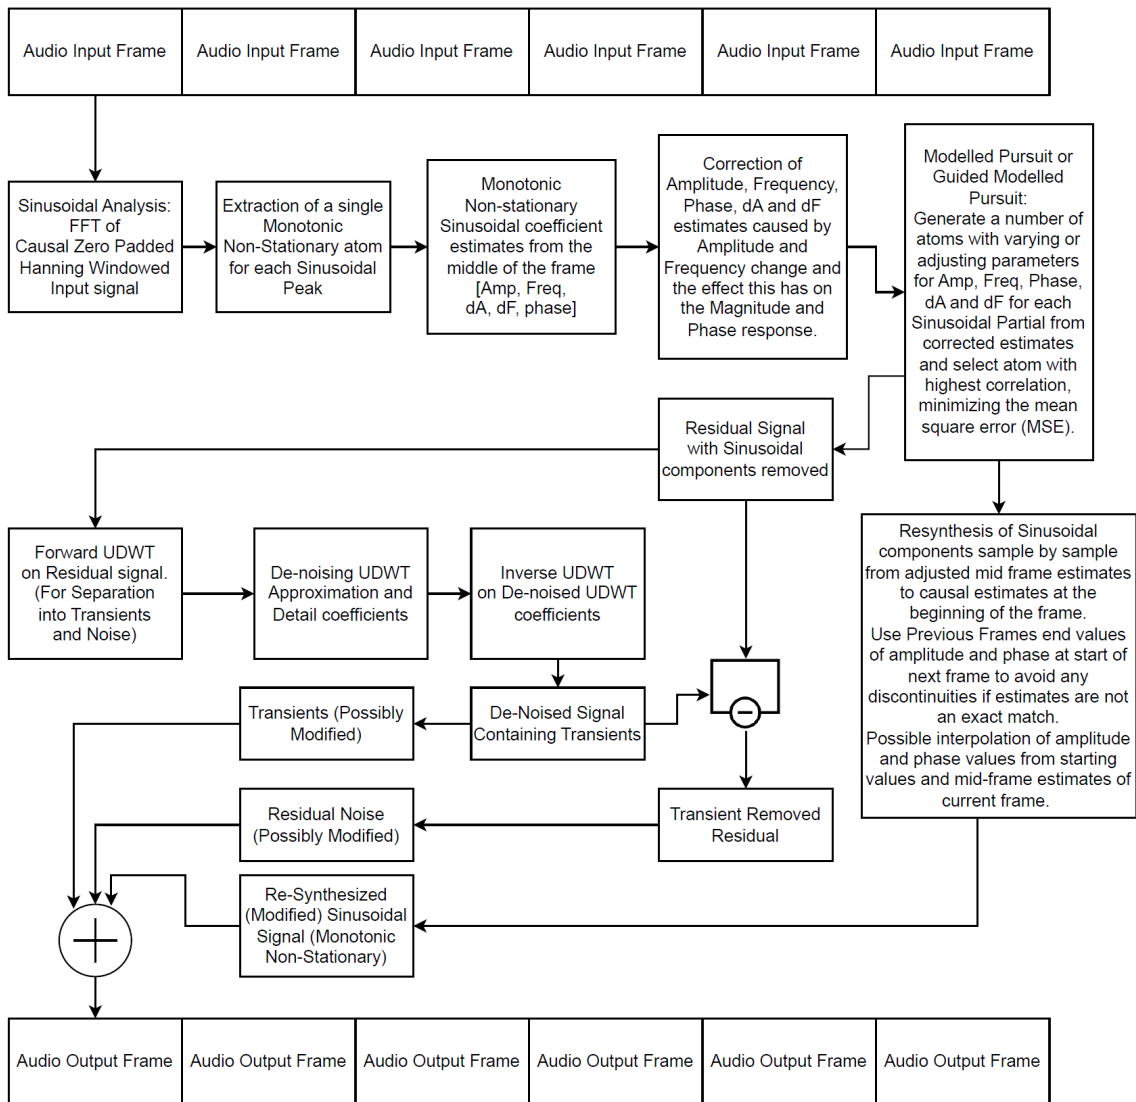 Audio Input Frame
Audio Input Frame
Audio Input Frame
Audio Input Frame
Audio Input Frame
Audio Input Frame
Sinusoidal Analysis:
FFT of
Causal Zero Padded
Hanning Windowed
Input signal
Extraction of a single
Monotonic
Non-Stationary atom
for each Sinusoidal
Peak
Monotonic
Non-stationary
Sinusoidal coefficient
estimates from the
middle of the frame
[Amp, Freq,
dA, dF, phase]
Correction of
Amplitude, Frequency,
Phase, dA and dF
estimates caused by
Amplitude and
Frequency change and
the effect this has on
the Magnitude and
Phase response.
Modelled Pursuit or
Guided Modelled
Pursuit:
Generate a number of
atoms with varying or
adjusting parameters
for Amp, Freq, Phase,
dA and dF for each
Sinusoidal Partial from
corrected estimates
and select atom with
highest correlation,
minimizing the mean
square error (MSE).
Residual Signal
with Sinusoidal
components removed
Forward UDWT
on Residual signal.
(For Separation
into Transients
and Noise)
De-noising UDWT
Approximation and
Detail coefficients
Inverse UDWT
on De-noised UDWT
coefficients
Resynthesis of Sinusoidal
components sample by sample
from adjusted mid frame estimates
to causal estimates at the
beginning of the frame.
Use Previous Frames end values
of amplitude and phase at start of
next frame to avoid any
discontinuities if estimates are not
an exact match.
Possible interpolation of amplitude
and phase values from starting
values and mid-frame estimates of
current frame.
Transients (Possibly
Modified)
De-Noised Signal
Containing Transients
Residual Noise
(Possibly Modified)
Transient Removed
Residual
Re-Synthesized
(Modified) Sinusoidal
Signal (Monotonic
Non-Stationary)
Audio Output Frame
Audio Output Frame
Audio Output Frame
Audio Output Frame
Audio Output Frame
Audio Output Frame